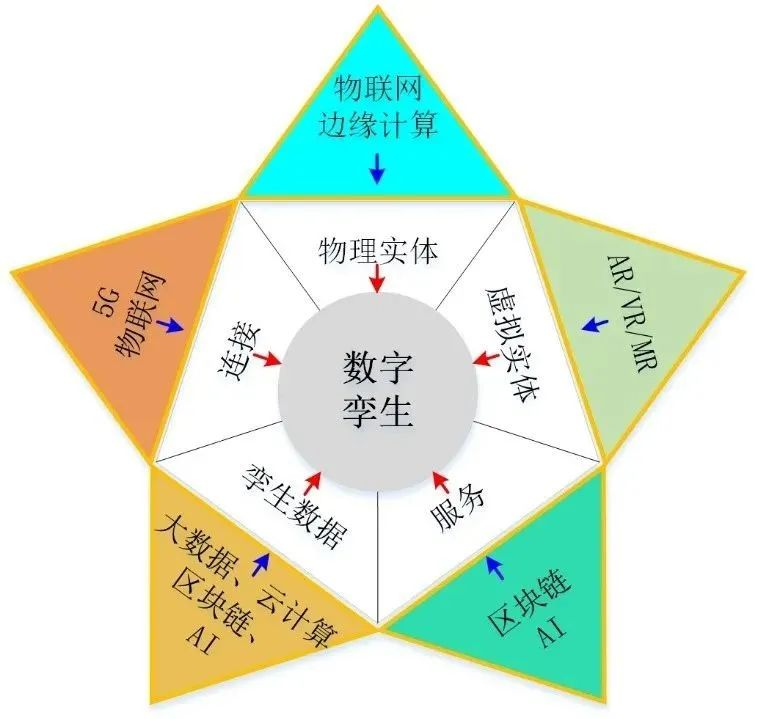 物联网
边缘计算
物理实体
5G
物联网
连接
虚拟实体
AR/VR/MR
数字
孪生
孪生数据
服务
大数据、云计算
区块链、
AI
区块链
AI